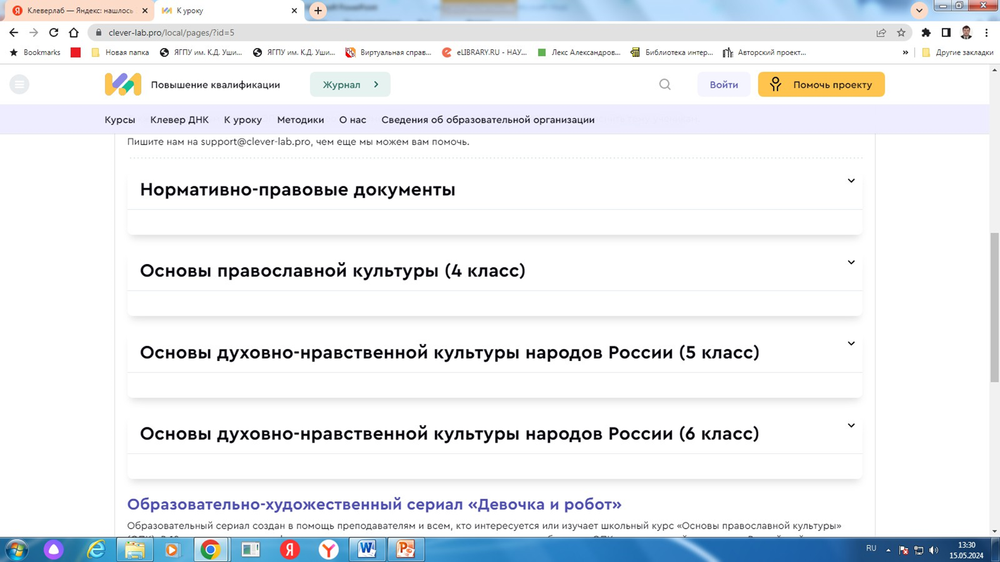 Клеверлаб — Яндекс: нашлось
К уроку
clever-lab.pro/local/pages/?id=5
Bookmarks
Новая папка
ЯГПУ им. К.Д. Уши...
ЯГПУ им. К.Д. Уши...
Виртуальная справ...
eLIBRARY.RU - НАУ...
Лекс Александров...
Библиотека интер...
Авторский проект...
»
Другие закладки
Повышение квалификации
Журнал
Войти
Помочь проекту
Курсы
Клевер ДНК
К уроку
Методики
О нас
Сведения об образовательной организации
Пишите нам на support@clever-lab.pro, чем еще мы можем вам помочь.
Нормативно-правовые документы
Основы православной культуры (4 класс)
Основы духовно-нравственной культуры народов России (5 класс)
Основы духовно-нравственной культуры народов России (6 класс)
Образовательно-художественный сериал «Девочка и робот»
Образовательный сериал создан в помощь преподавателям и всем, кто интересуется или изучает школьный курс «Основы православной культуры»
RU
13:30
15.05.2024